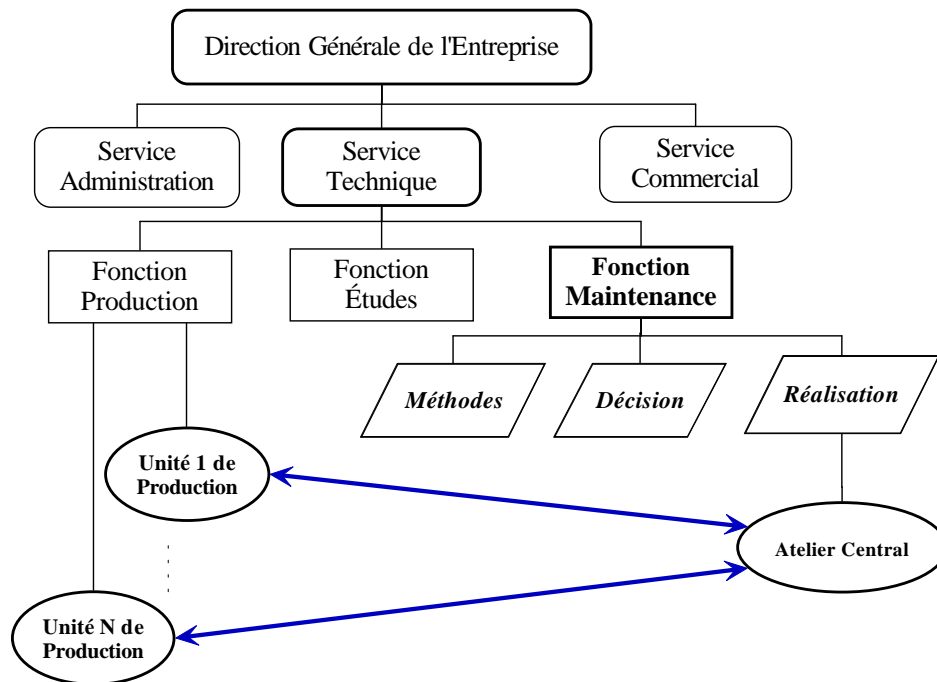 Direction Générale de l'Entreprise
Service
Administration
Service
Technique
Service
Commercial
Fonction
Production
Fonction
Études
Fonction
Maintenance
Méthodes
Décision
Réalisation
Unité 1 de
Production
Atelier Central
Unité N de
Production